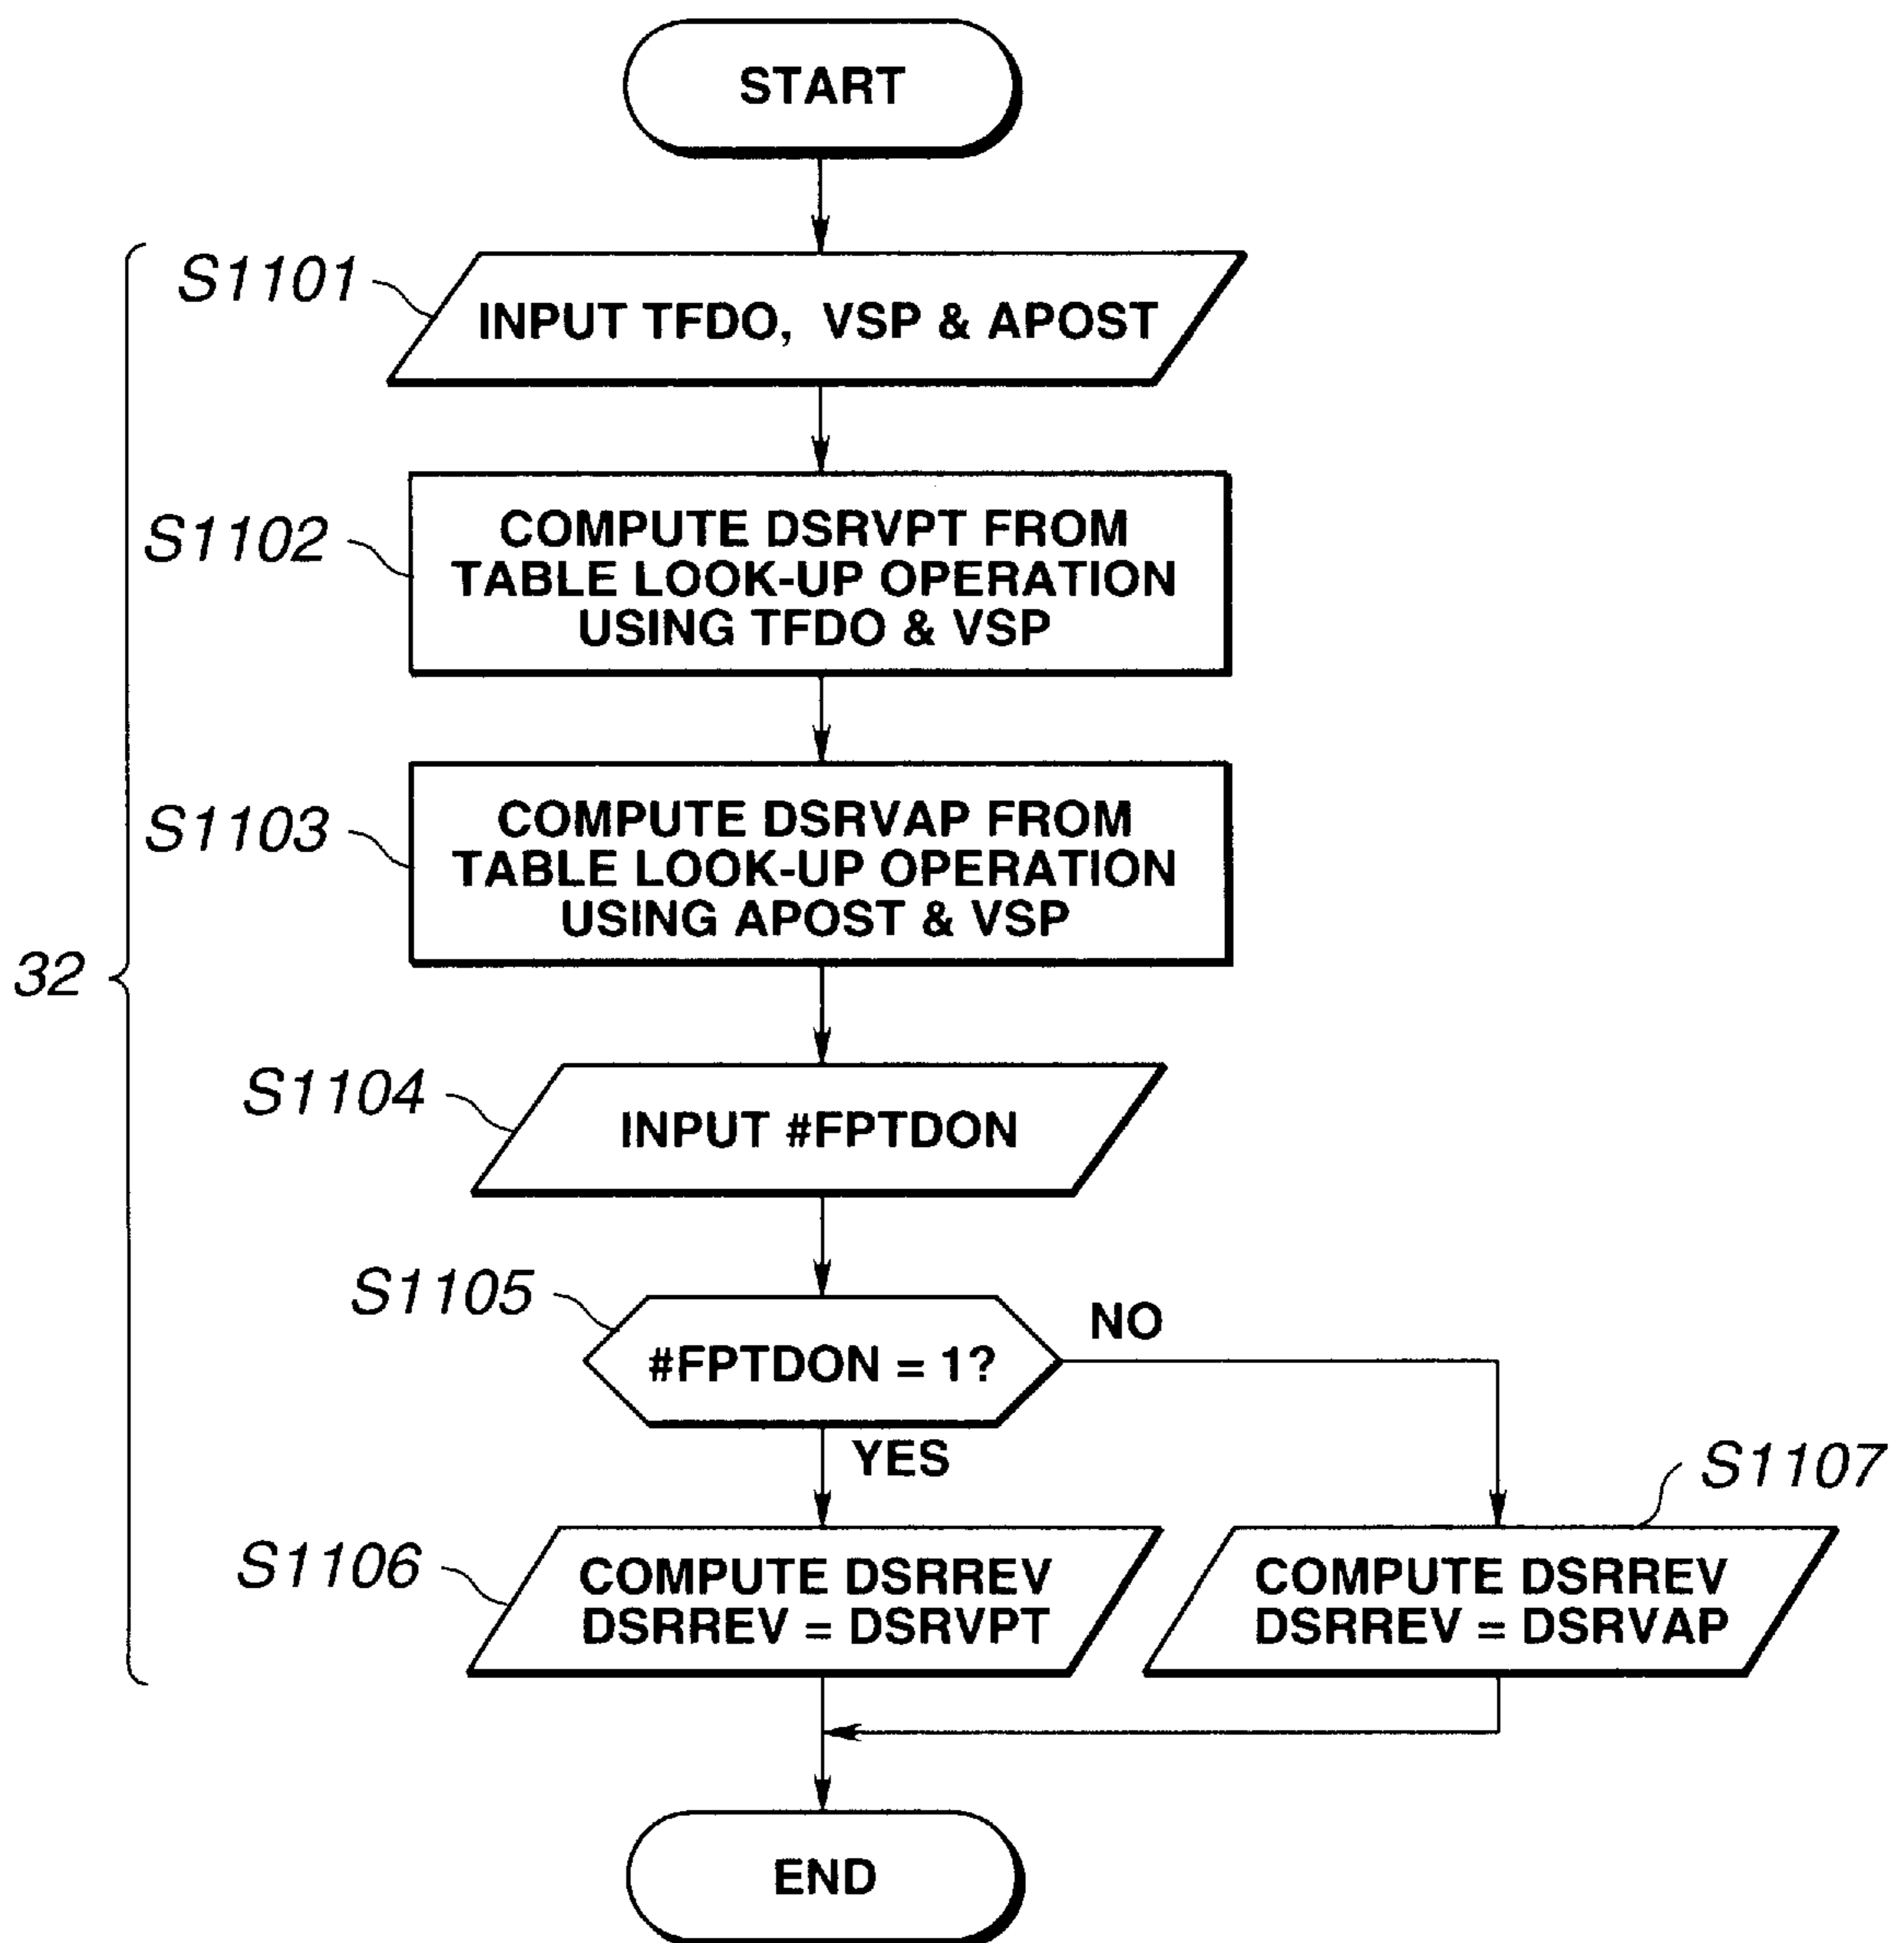 START
S1101
INPUT TFDO, VSP & APOST
S1102
COMPUTE DSRVPT FROM
TABLE LOOK-UP OPERATION
USING TFDO & VSP
S1103
COMPUTE DSRVAP FROM
TABLE LOOK-UP OPERATION
USING APOST & VSP
32
S1104
INPUT #FPTDON
S1105
#FPTDON = 1?
NO
YES
S1106
COMPUTE DSRREV
DSRREV = DSRVPT
S1107
COMPUTE DSRREV
DSRREV = DSRVAP
END